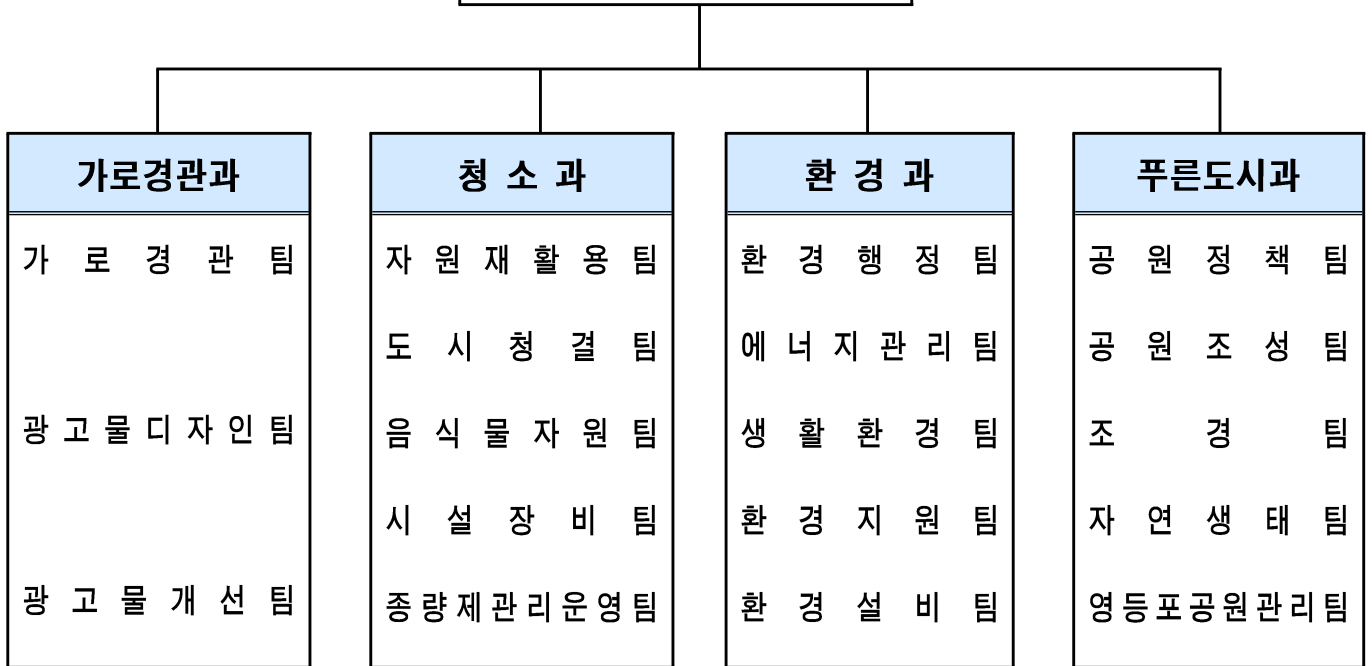 가로경관과
가로경관팀
광고물디자인팀
광고물개선팀
청소과
자원재활용팀
도시청결팀
음식물자원팀
시설장비팀
종량제관리운영팀
환경과
환경행정팀
에너지관리팀
생활환경팀
환경지원팀
환경설비팀
푸른도시과
공원정책팀
공원조성팀
조경팀
자연생태팀
영등포공원관리팀